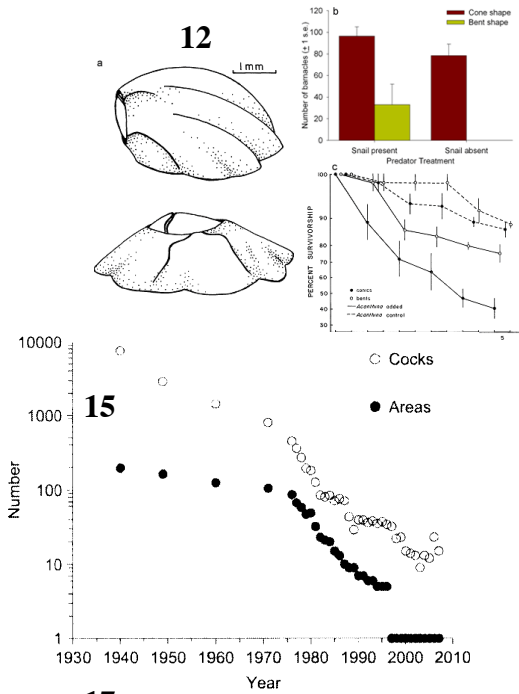 12
a
1mm
b
Cone shape
Bent shape
Number of barnacles (± 1 s.e.)
120
100
80
60
40
20
0
Snail present
Snail absent
Predator Treatment
c
PERCENT SURVIVORSHIP
100
90
80
70
60
50
40
30
conics
bents
Acanthina added
Acanthina control
5
15
Cocks
Areas
Number
10000
1000
100
10
1
1930 1940 1950 1960 1970 1980 1990 2000 2010
Year